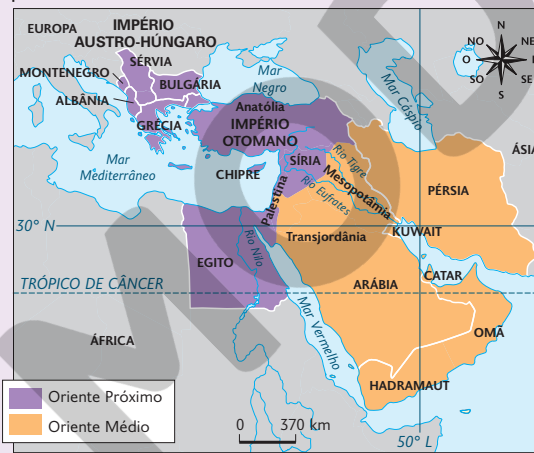 EUROPA
IMPÉRIO
AUSTRO-HÚNGARO
SÉRVIA
MONTENEGRO
BULGÁRIA
ALBÂNIA
GRÉCIA
Mar
Negro
Anatólia
IMPÉRIO
OTOMANO
Mar
Cáspio
N
NO
NE
O
SO
SE
S
Mar
Mediterrâneo
CHIPRE
SÍRIA
Rio Tigre
Mesopotâmia
Rio Eufrates
Palestina
PÉRSIA
30° N
Transjordânia
KUWAIT
EGITO
Rio Nilo
CATAR
TRÓPICO DE CÂNCER
ARÁBIA
ÁFRICA
Mar Vermelho
OMÃ
HADRAMAUT
Oriente Próximo
Oriente Médio
0 370 km
50° L